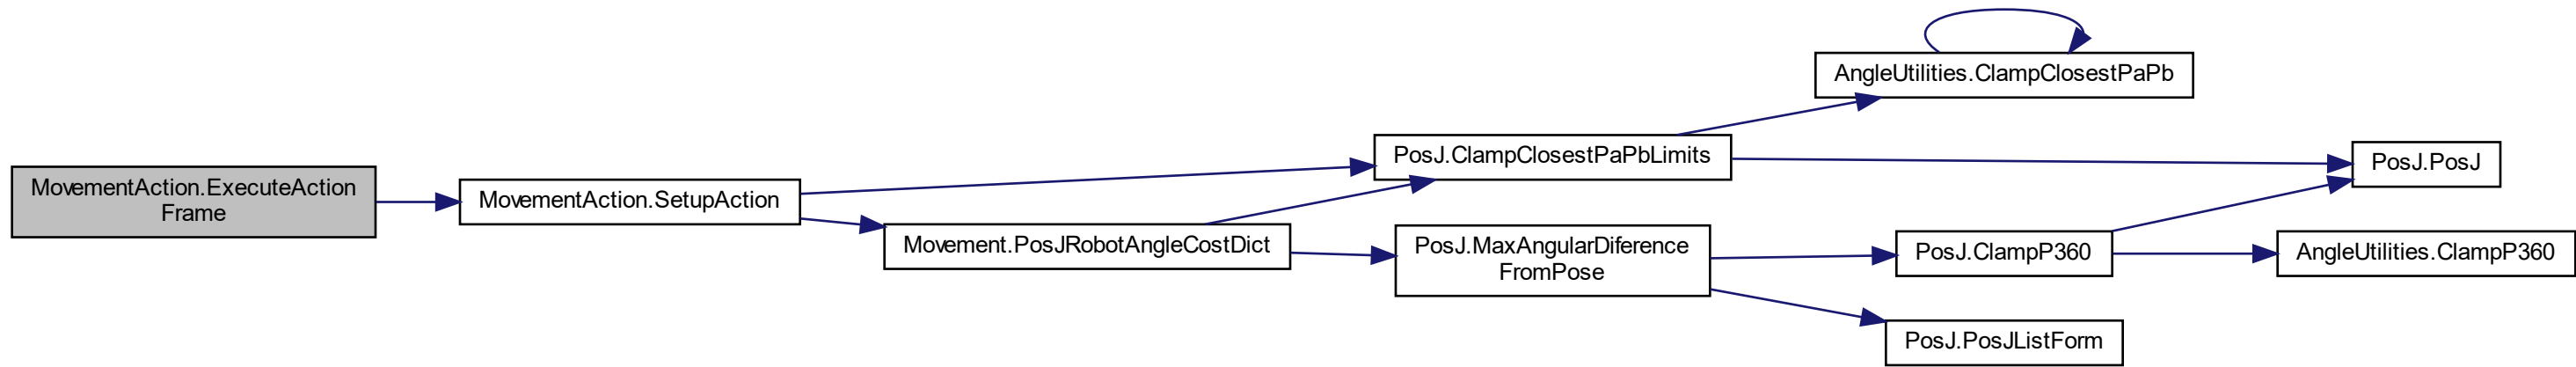 MovementAction.ExecuteAction
Frame
MovementAction.SetupAction
PosJ.ClampClosestPaPbLimits
Movement.PosJRobotAngleCostDict
AngleUtilities.ClampClosestPaPb
PosJ.PosJ
PosJ.MaxAngularDiference
FromPose
PosJ.ClampP360
AngleUtilities.ClampP360
PosJ.PosJListForm